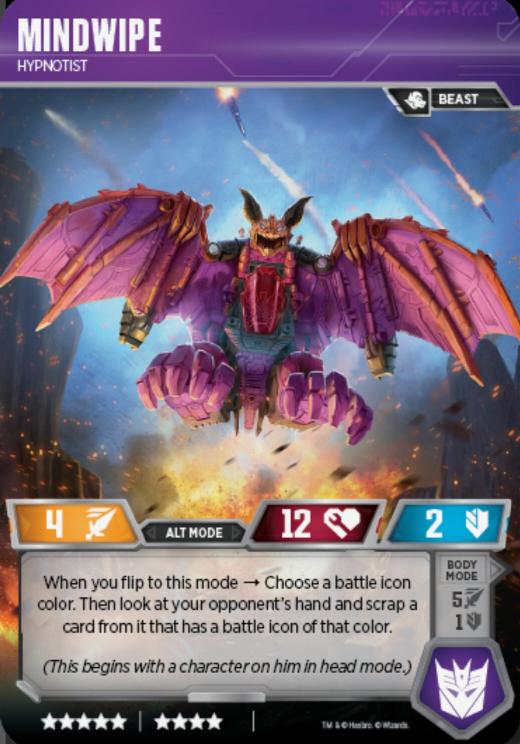 MINDWIPE
HYPNOTIST
BEAST
4
ALT MODE
12
2
When you flip to this mode → Choose a battle icon
color. Then look at your opponent's hand and scrap a
card from it that has a battle icon of that color.
(This begins with a character on him in head mode.)
BODY
MODE
5
1
★★★★★ | ★★★★ |
TM & © Hasbro. © Wizards.